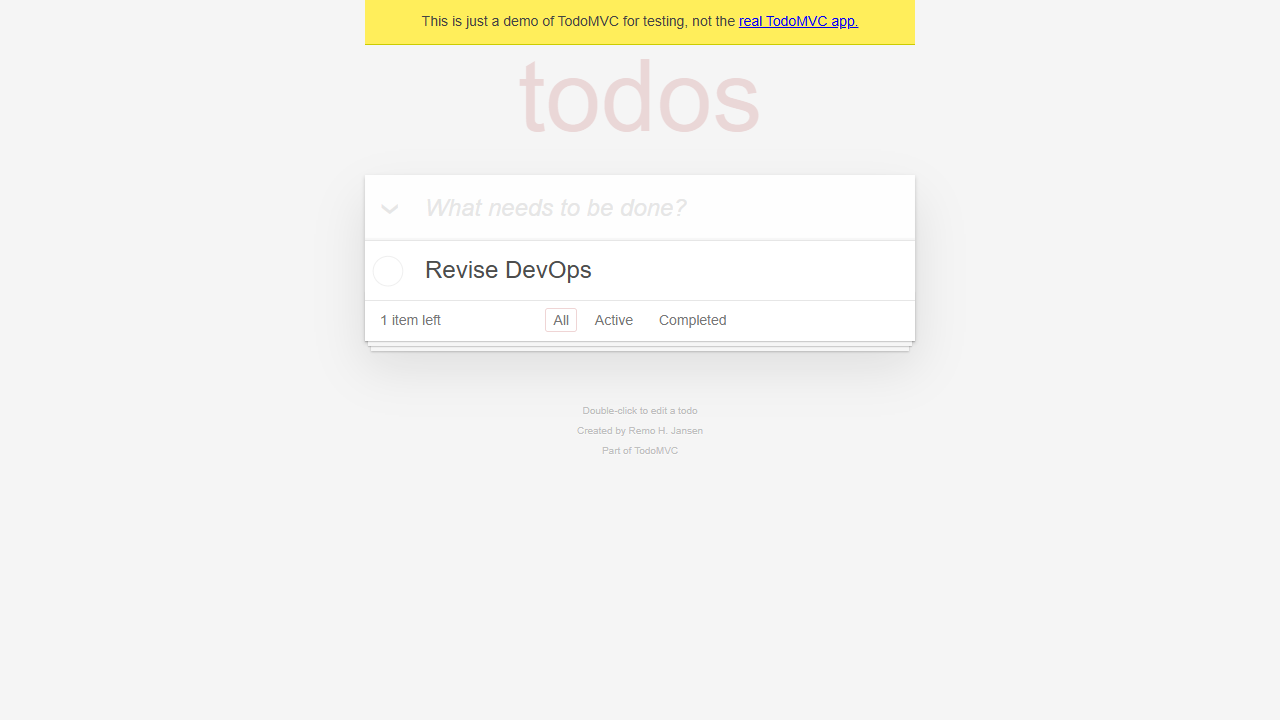 This is just a demo of TodoMVC for testing, not the real TodoMVC app.
todos
What needs to be done?
Revise DevOps
1 item left
All Active Completed
Double-click to edit a todo
Created by Remo H. Jansen
Part of TodoMVC